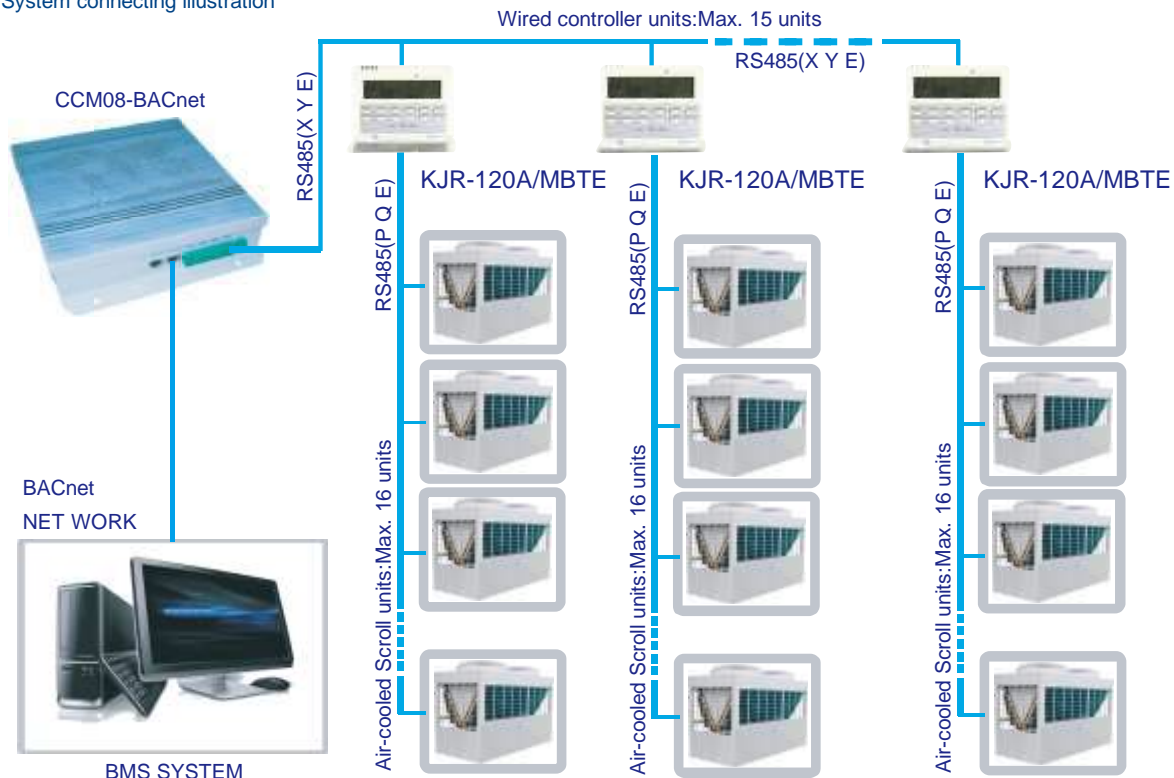 System connecting illustration
Wired controller units:Max. 15 units
RS485(X Y E)
CCM08-BACnet
RS485(X Y E)
KJR-120A/MBTE
KJR-120A/MBTE
KJR-120A/MBTE
RS485(P Q E)
RS485(P Q E)
RS485(P Q E)
Air-cooled Scroll units:Max. 16 units
Air-cooled Scroll units:Max. 16 units
Air-cooled Scroll units:Max. 16 units
BACnet
NET WORK
BMS SYSTEM